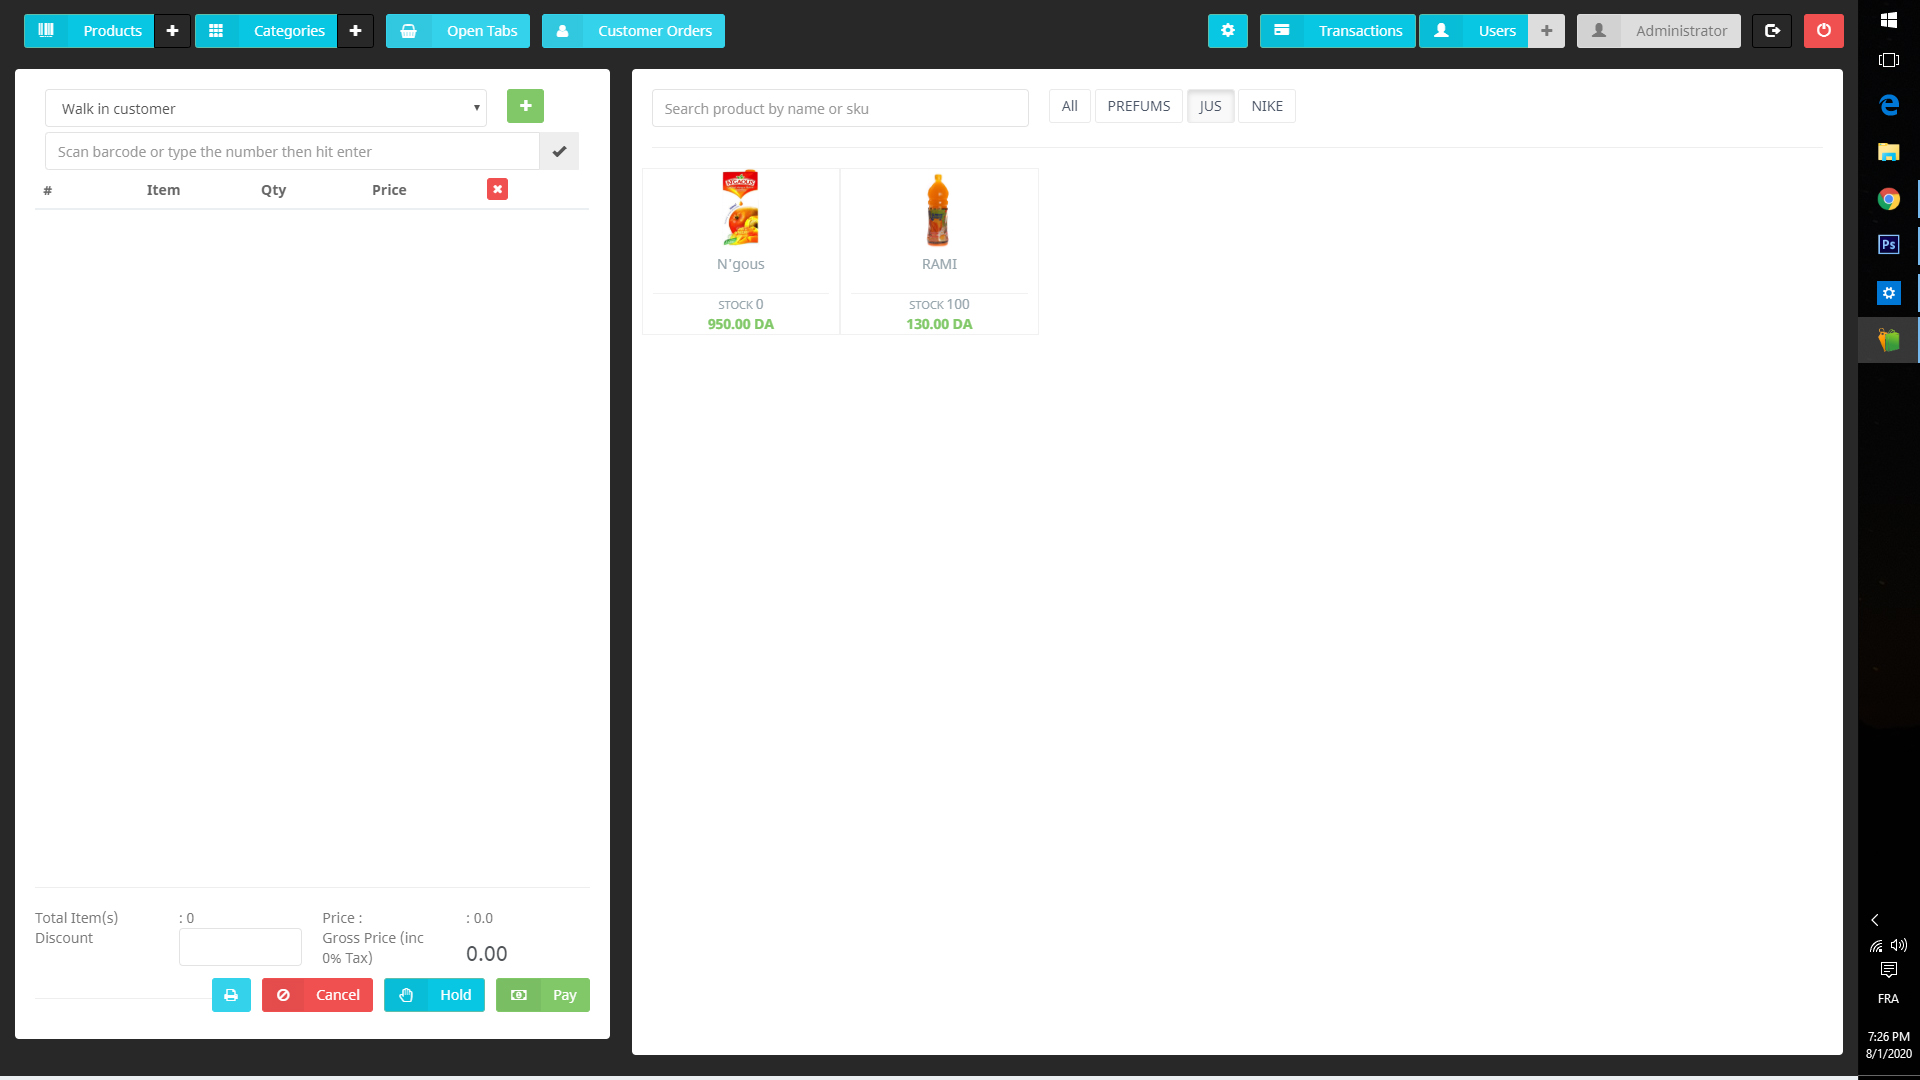 Products
Categories
Open Tabs
Customer Orders
Transactions
Users
Administrator
Walk in customer
Scan barcode or type the number then hit enter
# Item Qty Price
Search product by name or sku
All PREFUMS JUS NIKE
N'gous
STOCK 0
950.00 DA
RAMI
STOCK 100
130.00 DA
Total Item(s) : 0 Price : : 0.0
Discount Gross Price (inc 0% Tax) 0.00
Cancel
Hold
Pay
Ps
FRA
7:26 PM
8/1/2020